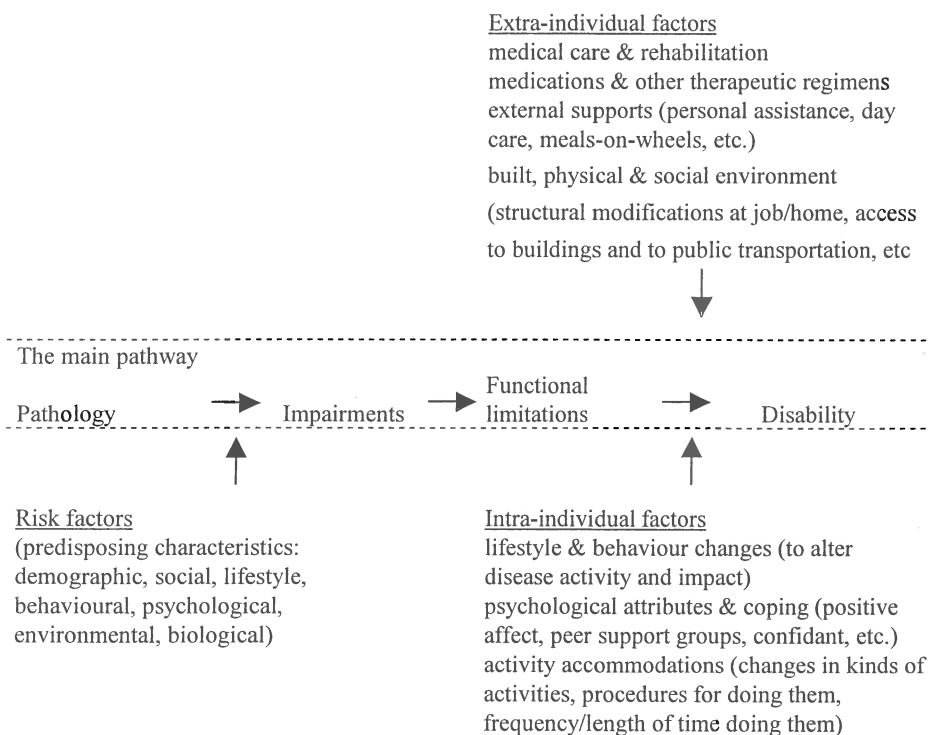 Extra-individual factors
medical care & rehabilitation
medications & other therapeutic regimens
external supports (personal assistance, day
care, meals-on-wheels, etc.)
built, physical & social environment
(structural modifications at job/home, access
to buildings and to public transportation, etc
The main pathway
Pathology
Impairments
Functional
limitations
Disability
Risk factors
(predisposing characteristics:
demographic, social, lifestyle,
behavioural, psychological,
environmental, biological)
Intra-individual factors
lifestyle & behaviour changes (to alter
disease activity and impact)
psychological attributes & coping (positive
affect, peer support groups, confidant, etc.)
activity accommodations (changes in kinds of
activities, procedures for doing them,
frequency/length of time doing them)